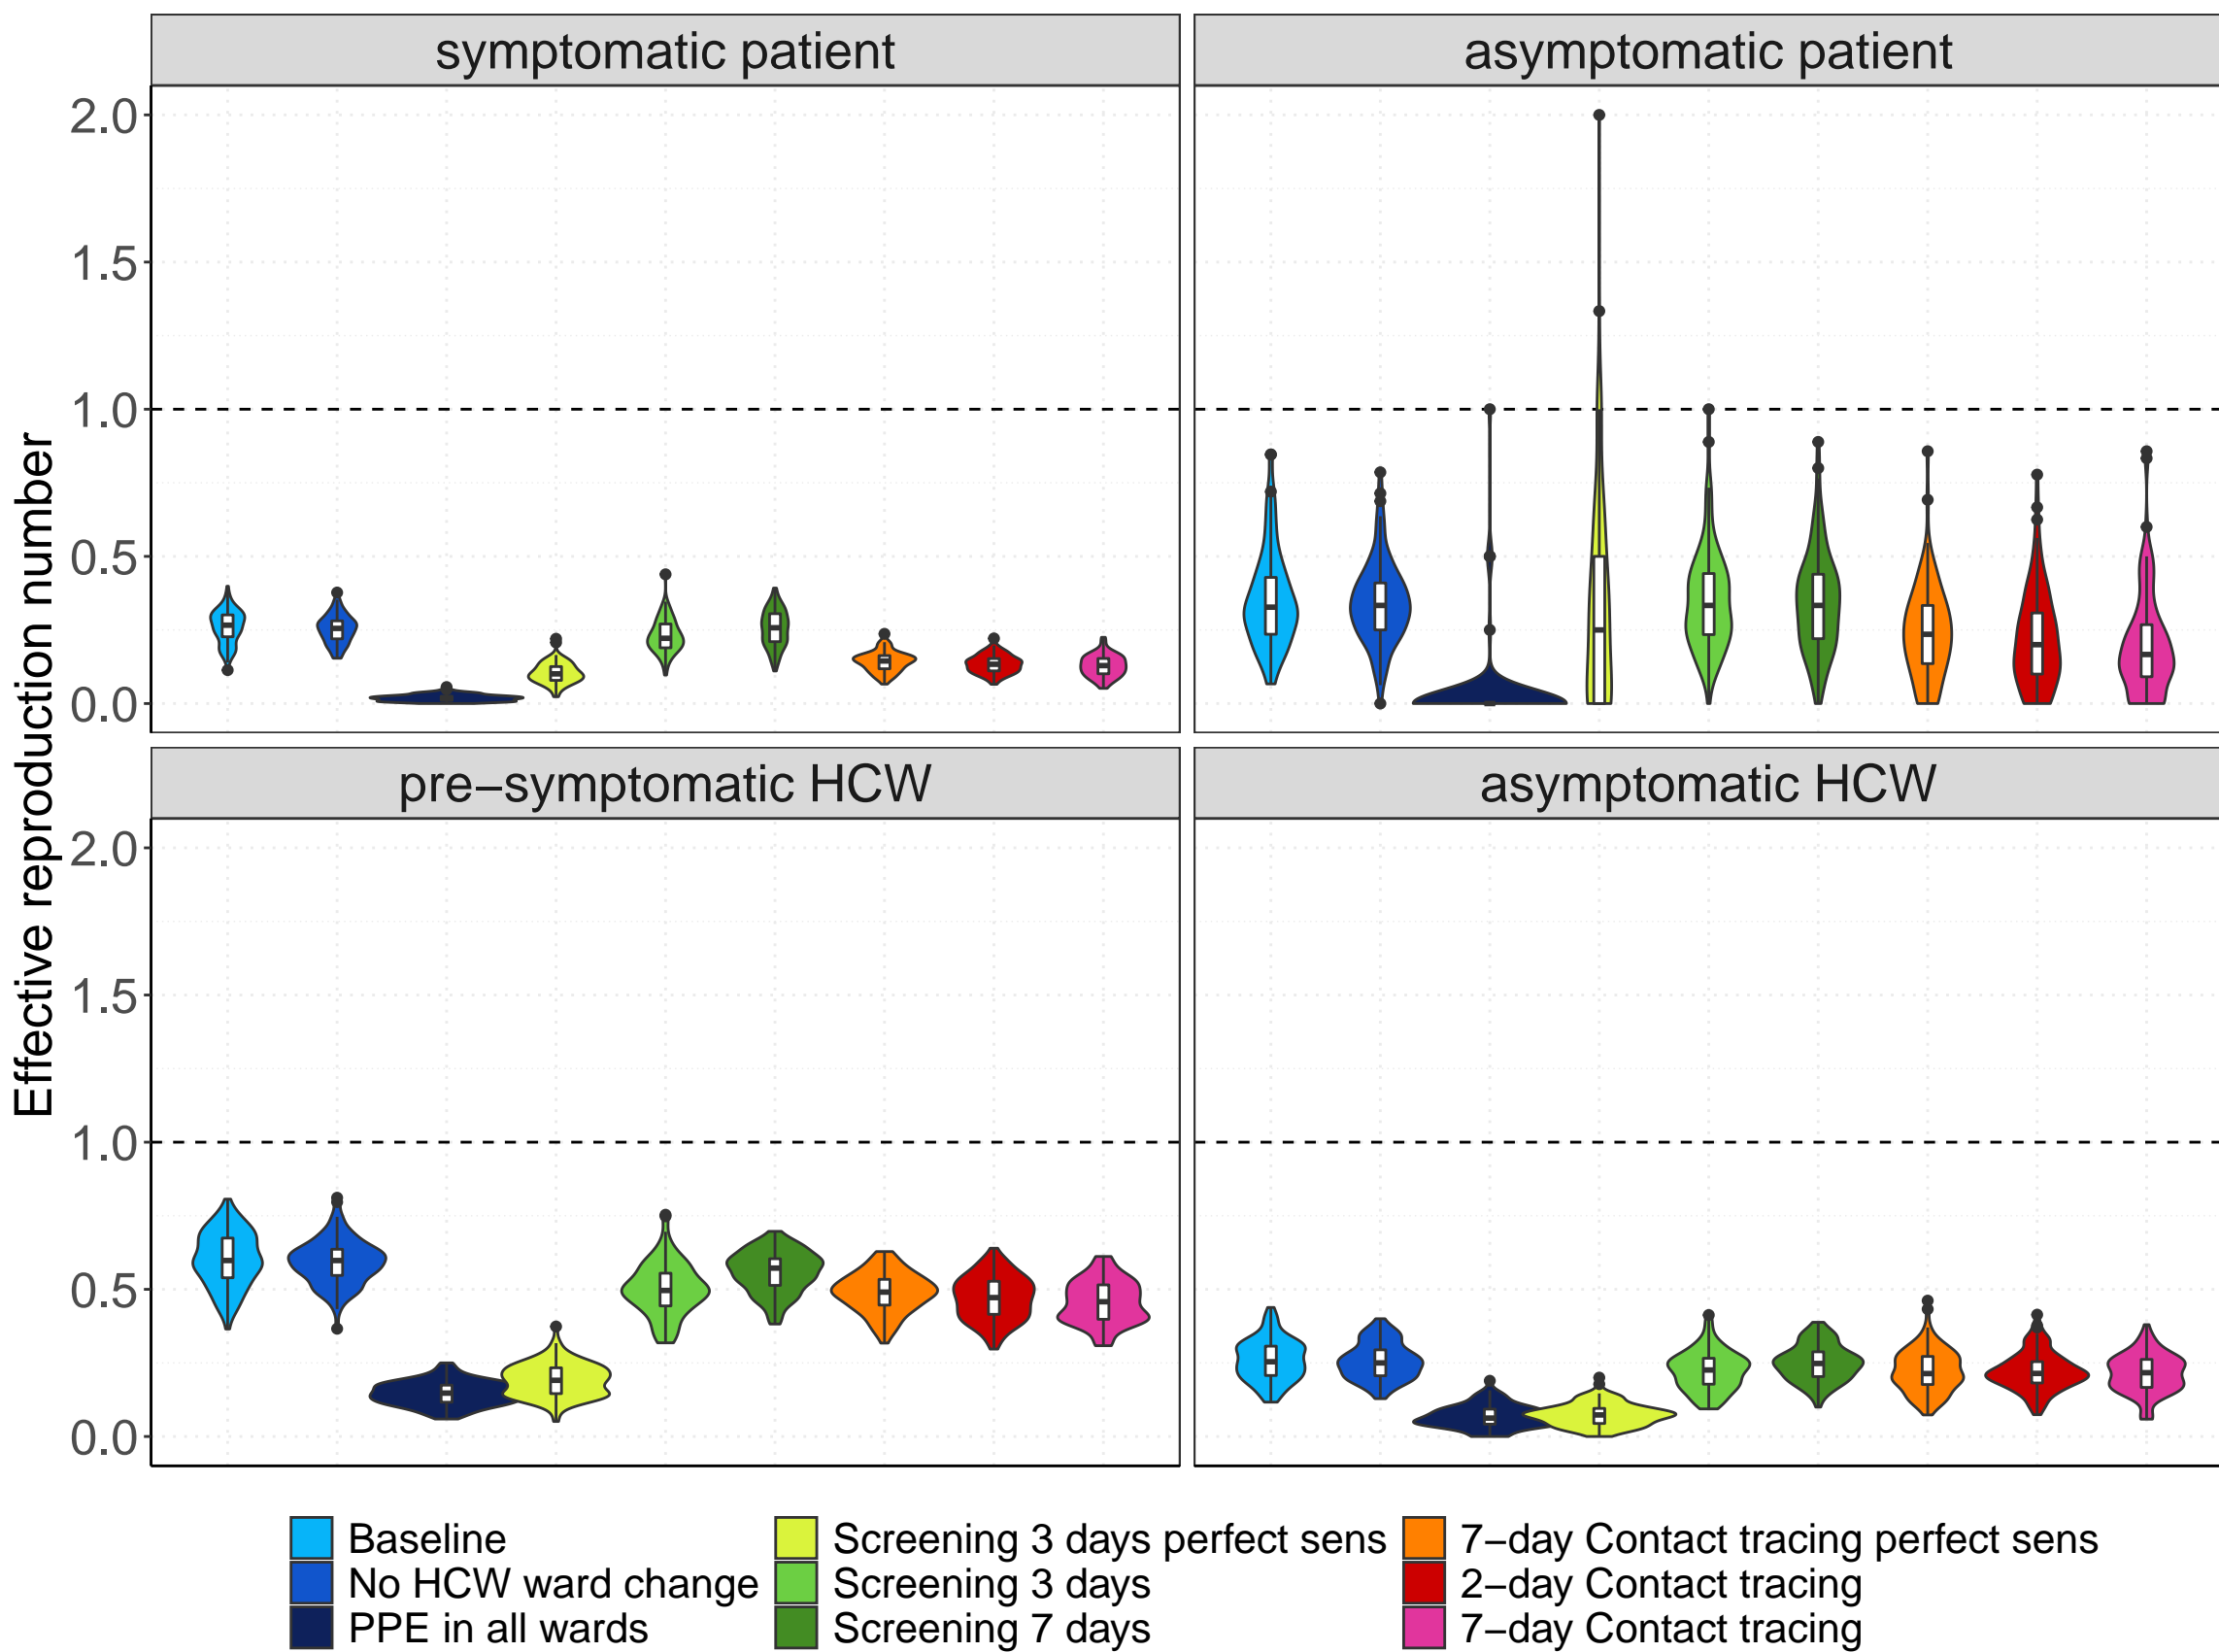 symptomatic patient
asymptomatic patient
2.0
1.5
1.0
0.5
0.0
pre−symptomatic HCW
asymptomatic HCW
2.0
1.5
1.0
0.5
0.0
Effective reproduction number
Baseline
No HCW ward change
PPE in all wards
Screening 3 days perfect sens
Screening 3 days
Screening 7 days
7−day Contact tracing perfect sens
2−day Contact tracing
7−day Contact tracing